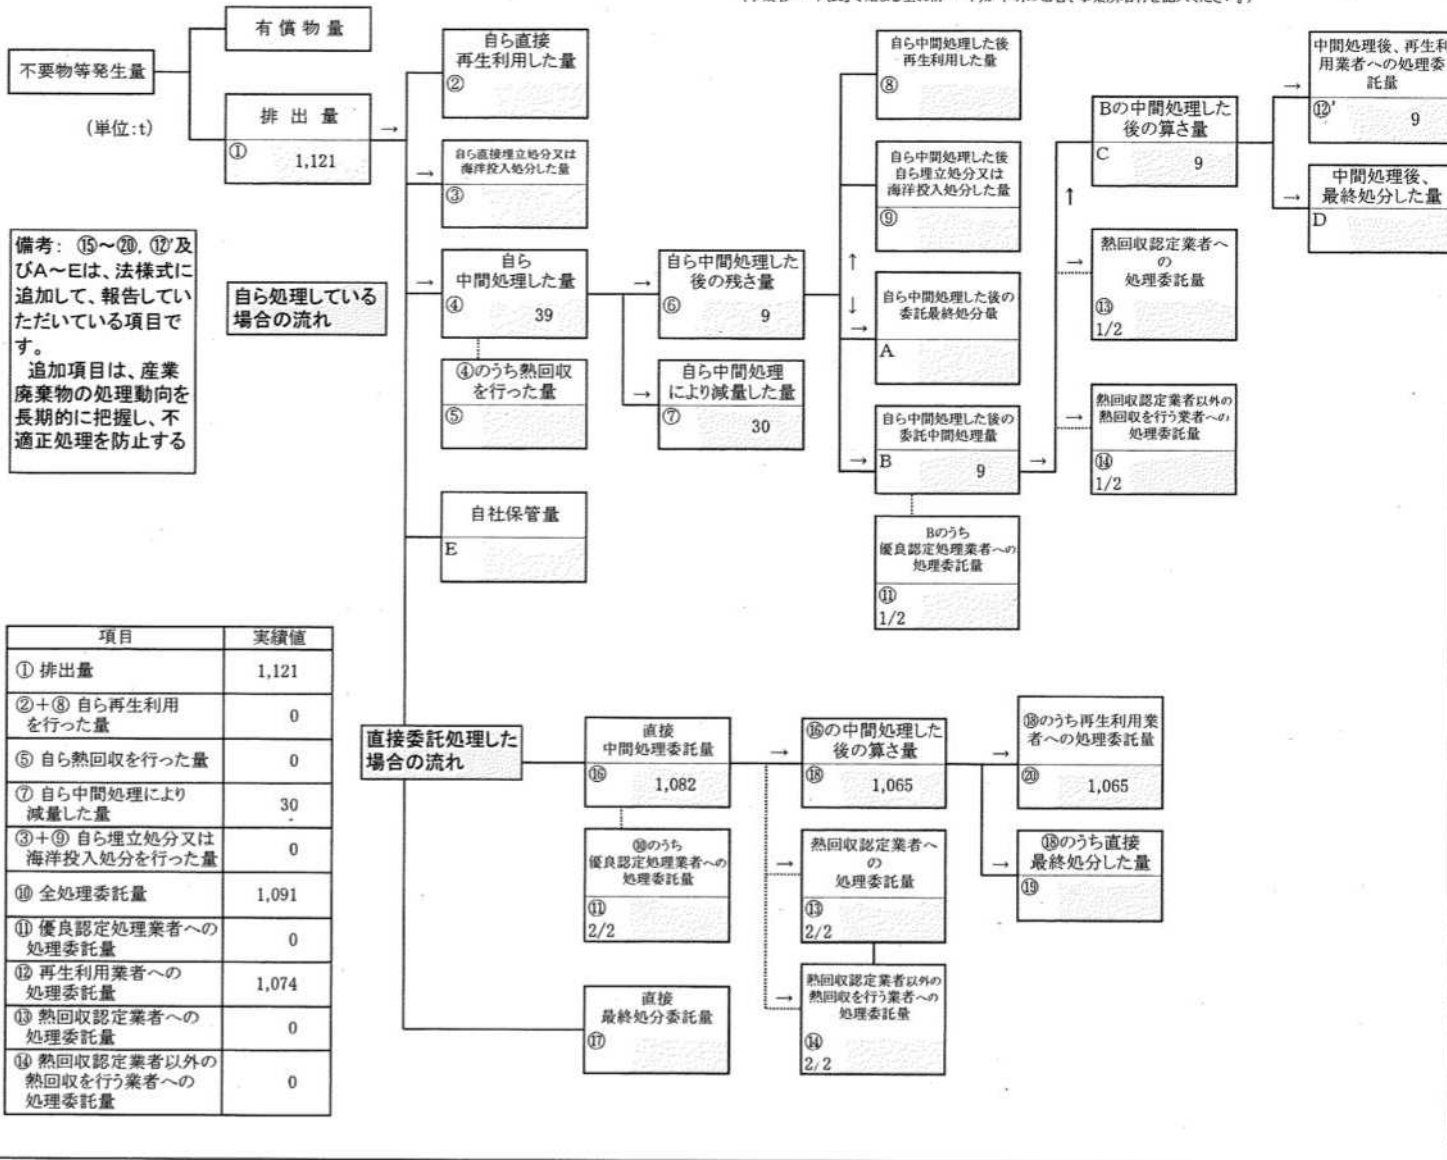 有償物量
不要物等発生量
(単位:t)
排出量
①
1,121
→
自ら直接
再生利用した量
②
→
自ら直接埋立処分又は
海洋投入処分した量
③
備考: ⑮～⑳, ⑫'及
びA～Eは、法様式に
追加して、報告してい
ただいている項目で
す。
追加項目は、産業
廃棄物の処理動向を
長期的に把握し、不
適正処理を防止する
自ら処理している
場合の流れ
→
自ら
中間処理した量
④
39
④のうち熱回収
を行った量
⑤
→
自ら中間処理した
後の残さ量
⑥
9
→
自ら中間処理
により減量した量
⑦
30
自社保管量
E
自ら中間処理した後
再生利用した量
⑧
自ら中間処理した後
自ら埋立処分又は
海洋投入処分した量
⑨
↑
↓
→
自ら中間処理した後の
委託最終処分量
A
→
自ら中間処理した後の
委託中間処理量
B
9
→
Bのうち
優良認定処理業者への
処理委託量
⑪
1/2
Bの中間処理した
後の算さ量
C
9
↑
→
熱回収認定業者へ
の
処理委託量
⑬
1/2
→
熱回収認定業者以外の
熱回収を行う業者への
処理委託量
⑭
1/2
→
中間処理後、再生利
用業者への処理委
託量
⑫'
9
→
中間処理後、
最終処分した量
D
項目 実績値
① 排出量 1,121
②+⑧ 自ら再生利用
を行った量 0
⑤ 自ら熱回収を行った量 0
⑦ 自ら中間処理により
減量した量 30
③+⑨ 自ら埋立処分又は
海洋投入処分を行った量 0
⑩ 全処理委託量 1,091
⑪ 優良認定処理業者への
処理委託量 0
⑫ 再生利用業者への
処理委託量 1,074
⑬ 熱回収認定業者への
処理委託量 0
⑭ 熱回収認定業者以外の
熱回収を行う業者への
処理委託量 0
直接委託処理した
場合の流れ
直接
中間処理委託量
⑯
1,082
⑩のうち
優良認定処理業者への
処理委託量
⑪
2/2
直接
最終処分委託量
⑰
→
⑯の中間処理した
後の算さ量
⑱
1,065
→
熱回収認定業者へ
の
処理委託量
⑬
2/2
→
熱回収認定業者以外の
熱回収を行う業者への
処理委託量
⑭
2/2
→
⑱のうち再生利用業
者への処理委託量
⑳
1,065
→
⑱のうち直接
最終処分した量
⑲